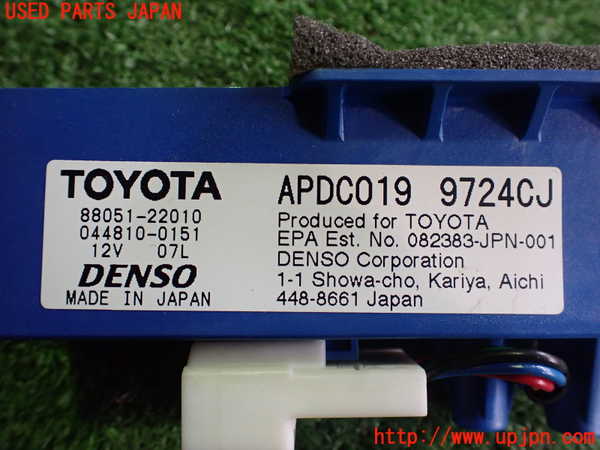 USED PARTS JAPAN
TOYOTA
88051-22010
044810-0151
12V 07L
DENSO
MADE IN JAPAN
APDC019 9724CJ
Produced for TOYOTA
EPA Est. No. 082383-JPN-001
DENSO Corporation
1-1 Showa-cho, Kariya, Aichi
448-8661 Japan
http://www.upjpn.com/